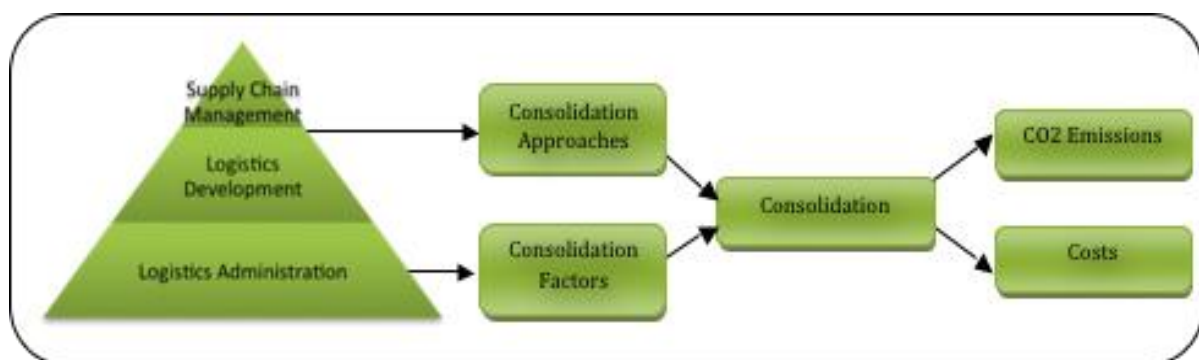 Supply Chain
Management
Logistics
Development
Logistics Administration
Consolidation
Approaches
Consolidation
Factors
Consolidation
CO2 Emissions
Costs